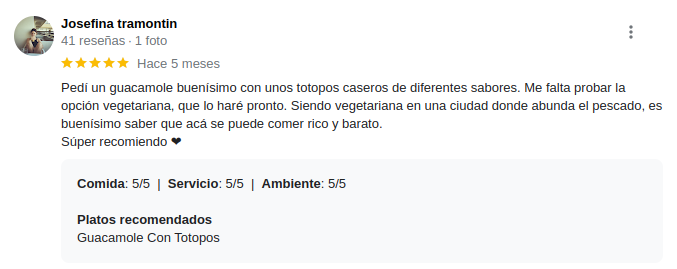 Josefina tramontin
41 reseñas · 1 foto
Hace 5 meses
Pedí un guacamole buenísimo con unos totopos caseros de diferentes sabores. Me falta probar la
opción vegetariana, que lo haré pronto. Siendo vegetariana en una ciudad donde abunda el pescado, es
buenísimo saber que acá se puede comer rico y barato.
Súper recomiendo ❤
Comida: 5/5 | Servicio: 5/5 | Ambiente: 5/5
Platos recomendados
Guacamole Con Totopos